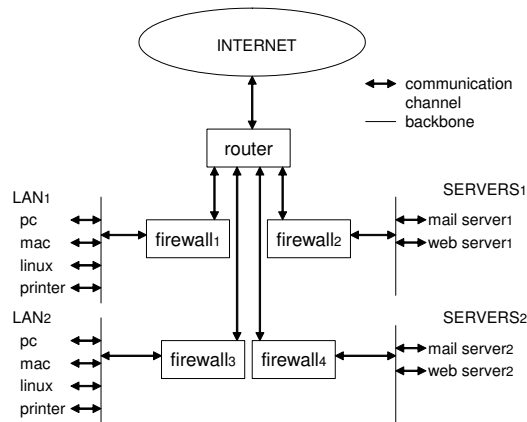 INTERNET
communication
channel
backbone
router
LAN1
SERVERS1
pc
mac
linux
printer
firewall1
firewall2
mail server1
web server1
LAN2
SERVERS2
pc
mac
linux
printer
firewall3
firewall4
mail server2
web server2